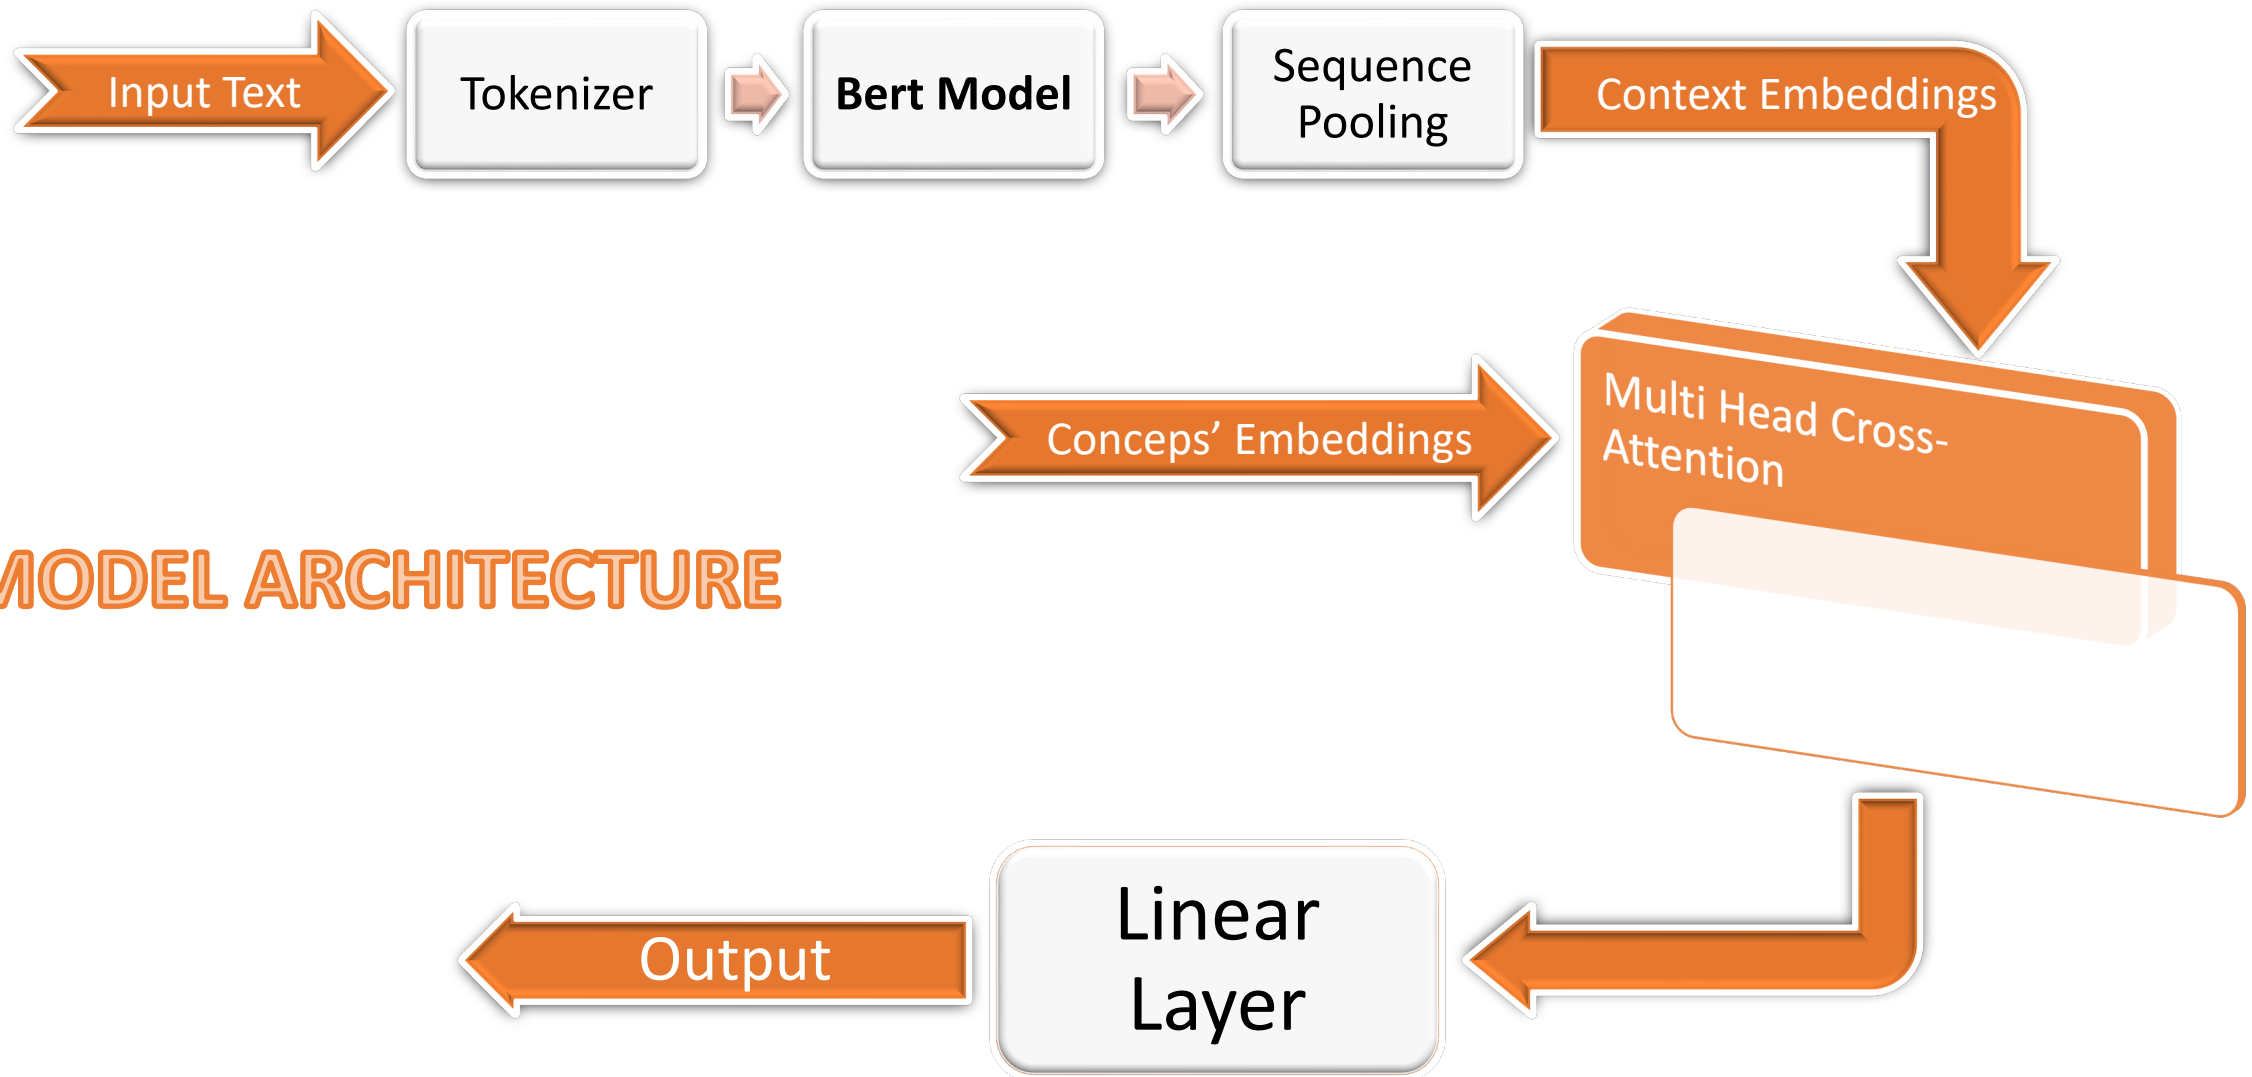 Input Text
Tokenizer
Bert Model
Sequence
Pooling
Context Embeddings
Conceps’ Embeddings
Multi Head Cross-
Attention
MODEL ARCHITECTURE
Linear
Layer
Output